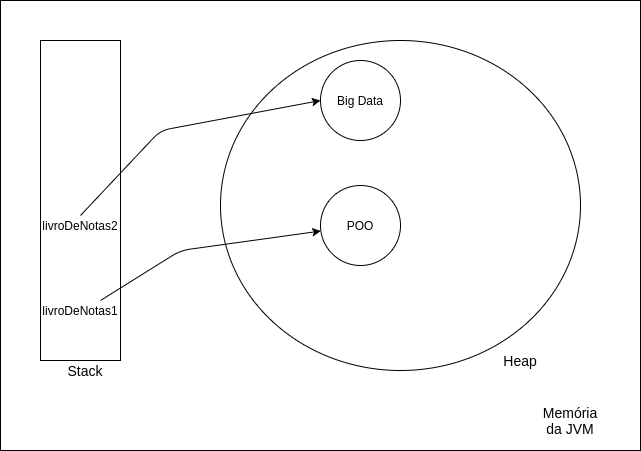 Big Data
livroDeNotas2
POO
livroDeNotas1
Stack
Heap
Memória
da JVM